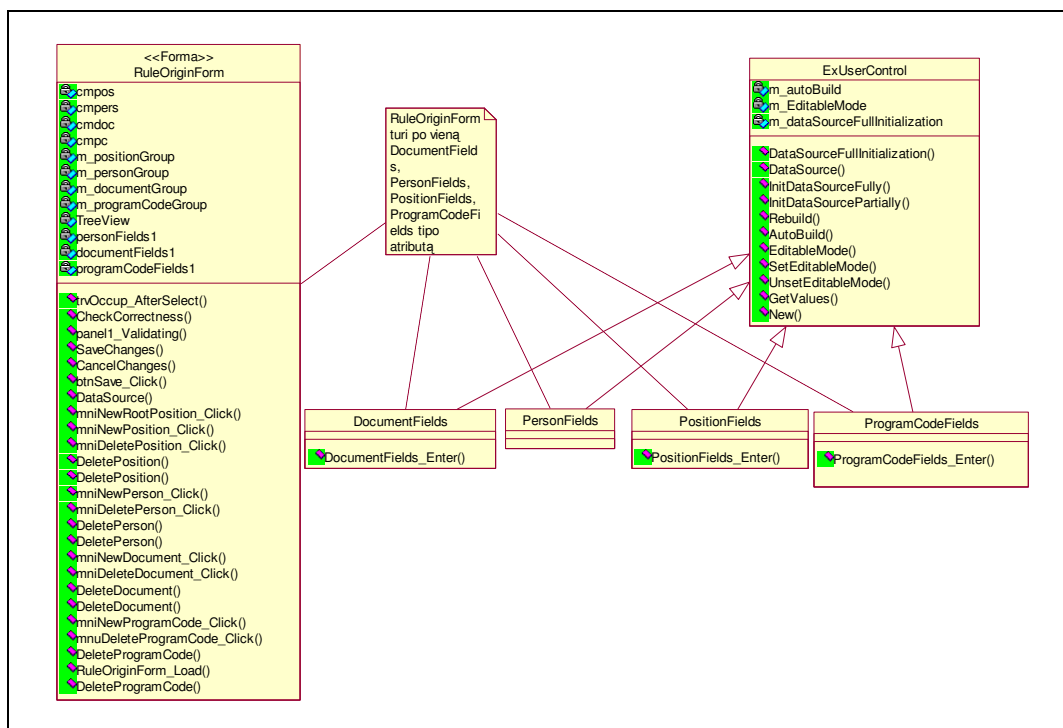 <<Forma>>
RuleOriginForm
cmpos
cmpers
cmdoc
cmpc
m_positionGroup
m_personGroup
m_documentGroup
m_programCodeGroup
TreeView
personFields1
documentFields1
programCodeFields1
trvOccup_AfterSelect()
CheckCorrectness()
panel1_Validating()
SaveChanges()
CancelChanges()
btnSave_Click()
DataSource()
mniNewRootPosition_Click()
mniNewPosition_Click()
mniDeletePosition_Click()
DeletePosition()
DeletePosition()
mniNewPerson_Click()
mniDeletePerson_Click()
DeletePerson()
DeletePerson()
mniNewDocument_Click()
mniDeleteDocument_Click()
DeleteDocument()
DeleteDocument()
mniNewProgramCode_Click()
mnuDeleteProgramCode_Click()
DeleteProgramCode()
RuleOriginForm_Load()
DeleteProgramCode()
RuleOriginForm
turi po vieną
DocumentField
s,
PersonFields,
PositionFields,
ProgramCodeFi
elds tipo
atributą
ExUserControl
m_autoBuild
m_EditableMode
m_dataSourceFullInitialization
DataSourceFullInitialization()
DataSource()
InitDataSourceFully()
InitDataSourcePartially()
Rebuild()
AutoBuild()
EditableMode()
SetEditableMode()
UnsetEditableMode()
GetValues()
New()
DocumentFields
DocumentFields_Enter()
PersonFields
PositionFields
PositionFields_Enter()
ProgramCodeFields
ProgramCodeFields_Enter()